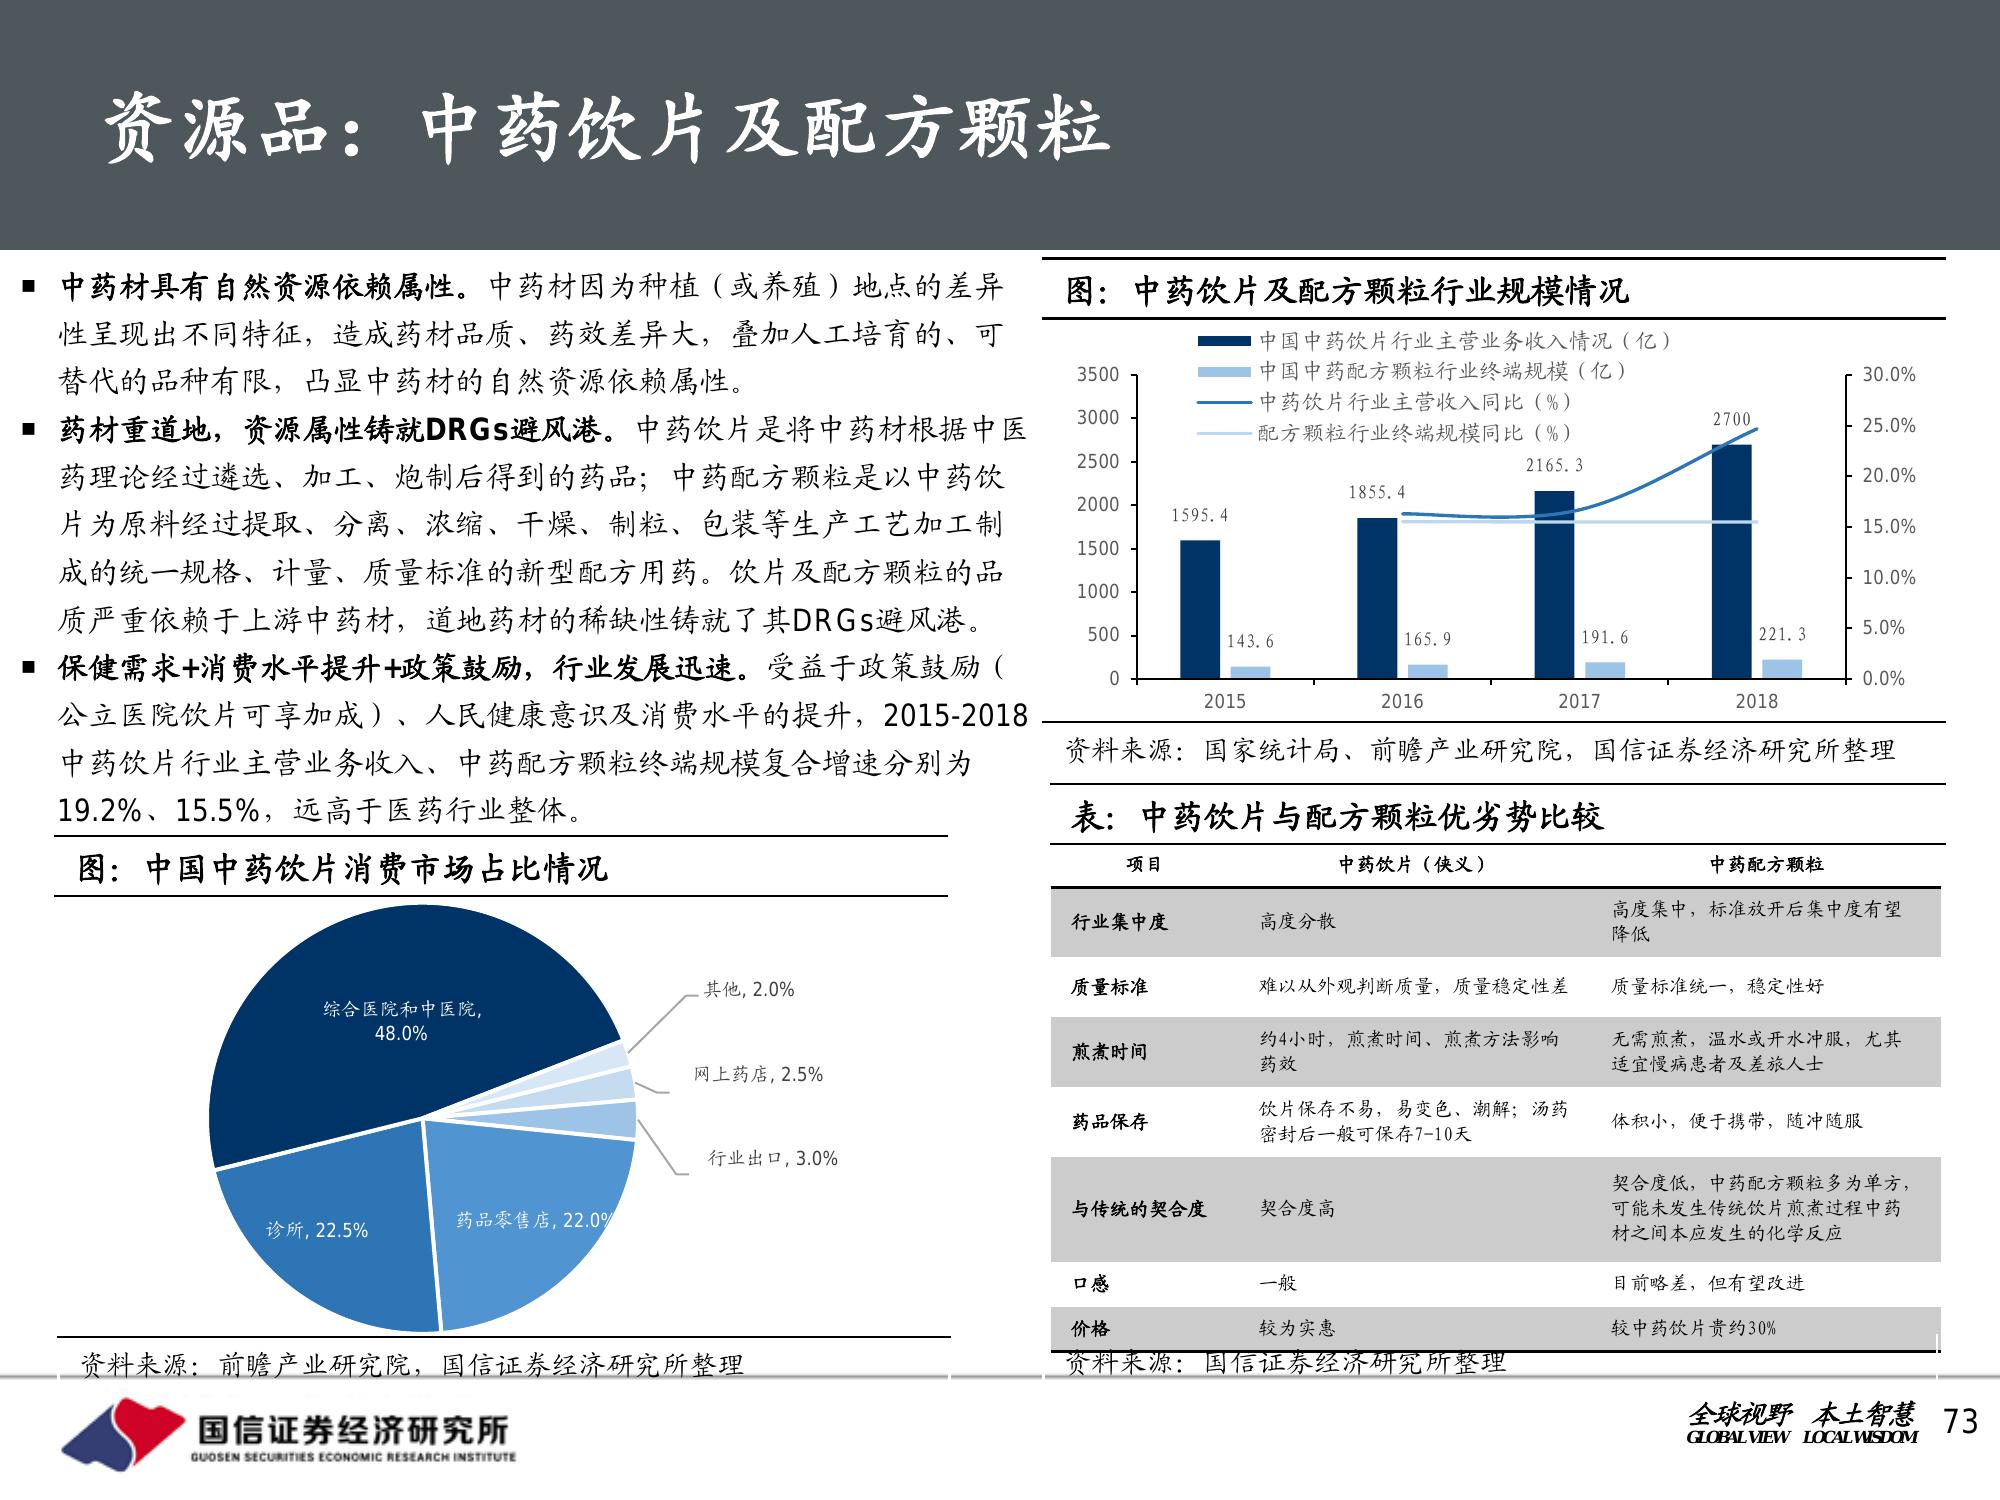 资源品：中药饮片及配方颗粒
■ 中药材具有自然资源依赖属性。中药材因为种植（或养殖）地点的差异
性呈现出不同特征，造成药材品质、药效差异大，叠加人工培育的、可
替代的品种有限，凸显中药材的自然资源依赖属性。
■ 药材重道地，资源属性铸就DRGs避风港。中药饮片是将中药材根据中医
药理论经过遴选、加工、炮制后得到的药品；中药配方颗粒是以中药饮
片为原料经过提取、分离、浓缩、干燥、制粒、包装等生产工艺加工制
成的统一规格、计量、质量标准的新型配方用药。饮片及配方颗粒的品
质严重依赖于上游中药材，道地药材的稀缺性铸就了其DRGs避风港。
■ 保健需求+消费水平提升+政策鼓励，行业发展迅速。受益于政策鼓励（
公立医院饮片可享加成）、人民健康意识及消费水平的提升，2015-2018
中药饮片行业主营业务收入、中药配方颗粒终端规模复合增速分别为
19.2%、15.5%，远高于医药行业整体。
图：中国中药饮片消费市场占比情况
综合医院和中医院,
48.0%
其他, 2.0%
网上药店, 2.5%
行业出口, 3.0%
药品零售店, 22.0%
诊所, 22.5%
资料来源：前瞻产业研究院，国信证券经济研究所整理
图：中药饮片及配方颗粒行业规模情况
中国中药饮片行业主营业务收入情况（亿）
中国中药配方颗粒行业终端规模（亿）
中药饮片行业主营收入同比（%）
配方颗粒行业终端规模同比（%）
3500
3000
2500
2000
1500
1000
500
0
30.0%
25.0%
20.0%
15.0%
10.0%
5.0%
0.0%
1595.4
1855.4
2165.3
2700
143.6
165.9
191.6
221.3
2015 2016 2017 2018
资料来源：国家统计局、前瞻产业研究院，国信证券经济研究所整理
表：中药饮片与配方颗粒优劣势比较
项目 中药饮片（侠义） 中药配方颗粒
行业集中度 高度分散 高度集中，标准放开后集中度有望
降低
质量标准 难以从外观判断质量，质量稳定性差 质量标准统一，稳定性好
煎煮时间 约4小时，煎煮时间、煎煮方法影响
药效
无需煎煮，温水或开水冲服，尤其
适宜慢病患者及差旅人士
药品保存 饮片保存不易，易变色、潮解；汤药
密封后一般可保存7-10天
体积小，便于携带，随冲随服
与传统的契合度 契合度高 契合度低，中药配方颗粒多为单方，
可能未发生传统饮片煎煮过程中药
材之间本应发生的化学反应
口感 一般 目前略差，但有望改进
价格 较为实惠 较中药饮片贵约30%
资料来源：国信证券经济研究所整理
国信证券经济研究所
GUOSEN SECURITIES ECONOMIC RESEARCH INSTITUTE
全球视野 本土智慧
GLOBAL VIEW LOCAL WISDOM
73